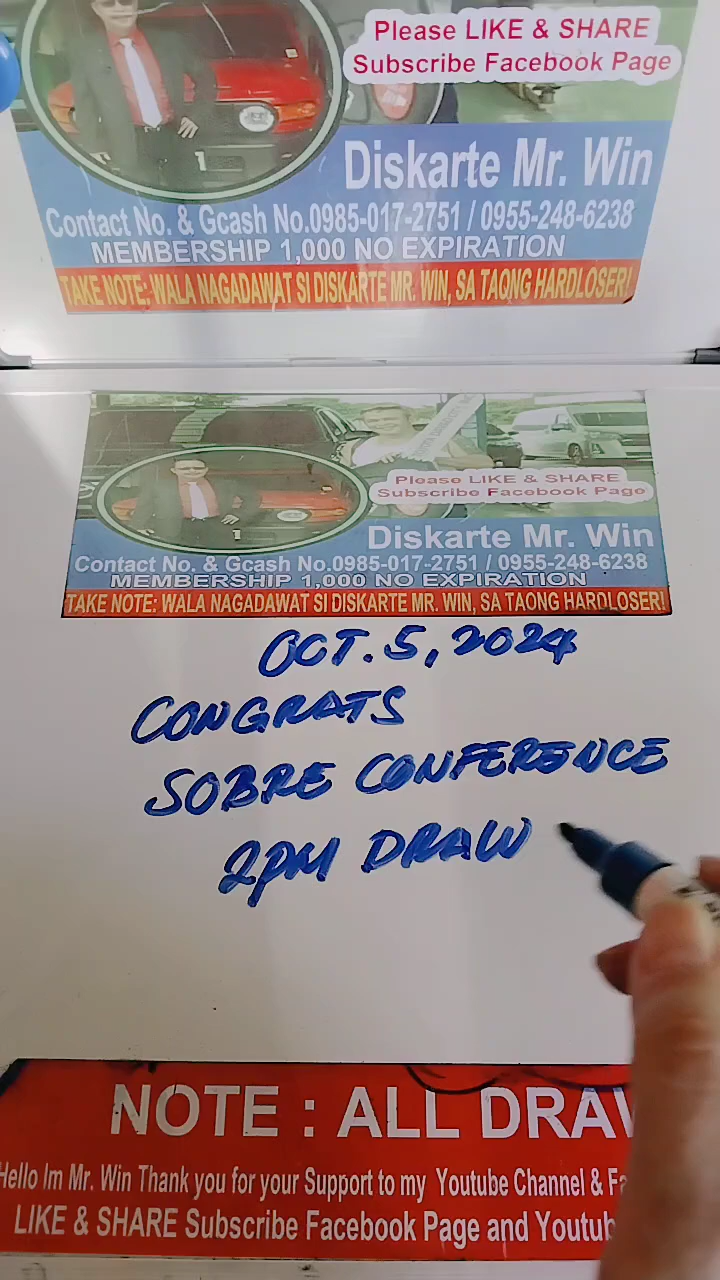 Please LIKE & SHARE
Subscribe Facebook Page
1
Diskarte Mr. Win
Contact No. & Gcash No.0985-017-2751 / 0955-248-6238
MEMBERSHIP 1,000 NO EXPIRATION
TAKE NOTE: WALA NAGADAWAT SI DISKARTE MR. WIN, SA TAONG HARDLOSER!
Please LIKE & SHARE
Subscribe Facebook Page
1
Diskarte Mr. Win
Contact No. & Gcash No.0985-017-2751 / 0955-248-6238
MEMBERSHIP 1,000 NO EXPIRATION
TAKE NOTE: WALA NAGADAWAT SI DISKARTE MR. WIN, SA TAONG HARDLOSER!
OCT. 5, 2024
CONGRATS
SOBRE CONFERENCE
2PM DRAW
NOTE : ALL DRAW
Hello Im Mr. Win Thank you for your Support to my Youtube Channel & Fa
LIKE & SHARE Subscribe Facebook Page and Youtub